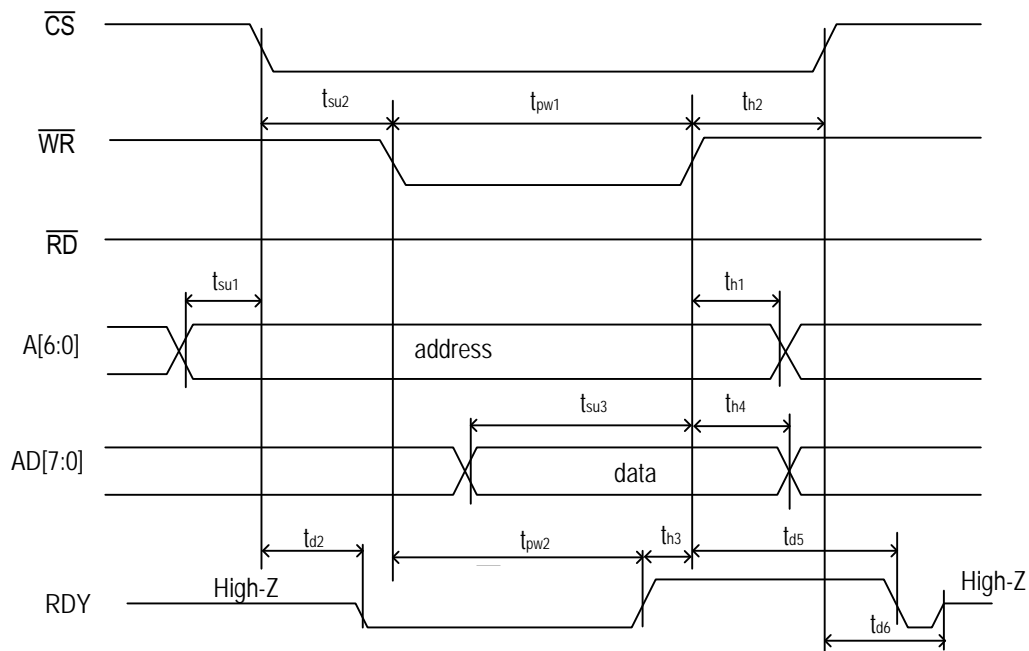 CS
tsu2 tpw1 th2
WR
RD
tsu1 th1
A[6:0] address
tsu3 th4
AD[7:0] data
td2 tpw2 th3 td5
RDY High-Z High-Z
td6